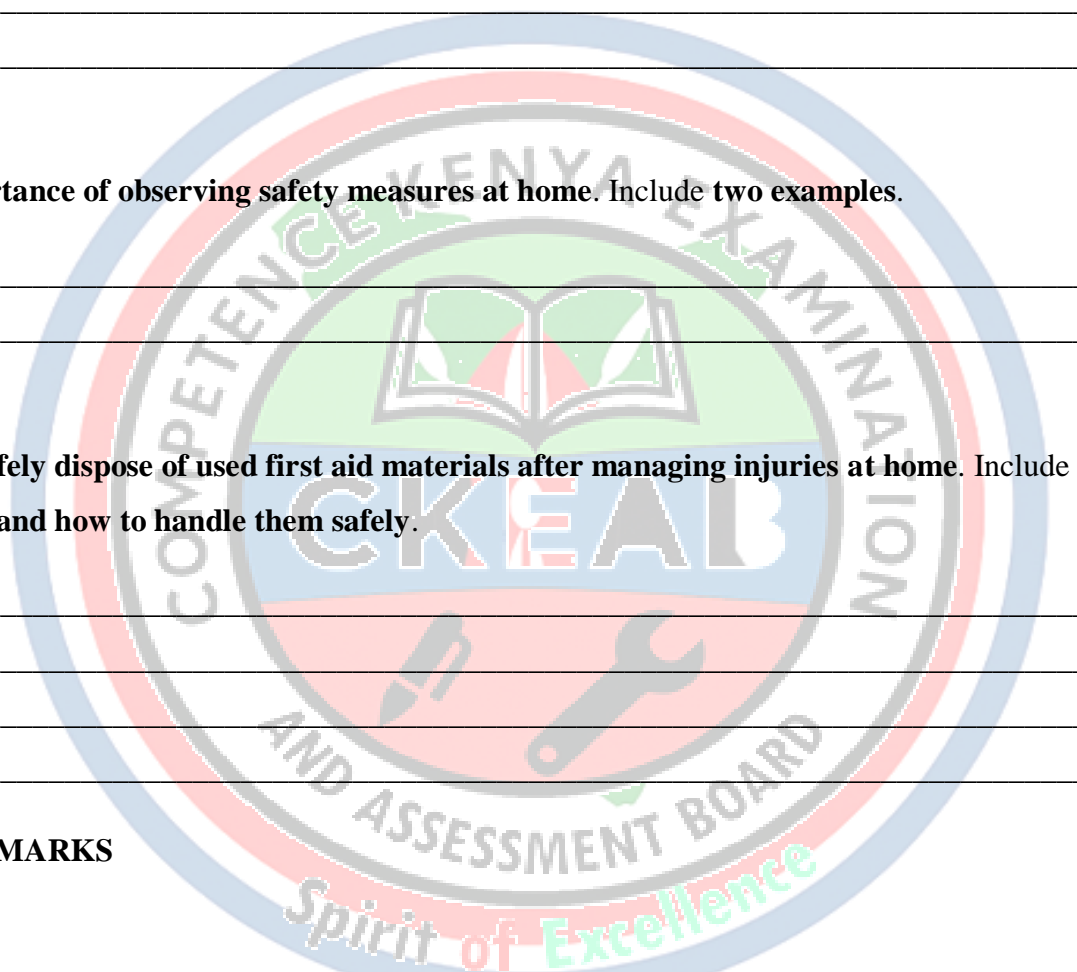 rtance of observing safety measures at home. Include two examples.
fely dispose of used first aid materials after managing injuries at home. Include
and how to handle them safely.
MARKS
COMPETENCE KENYA EXAMINATION
CKEAB
AND ASSESSMENT BOARD
Spirit of Excellence